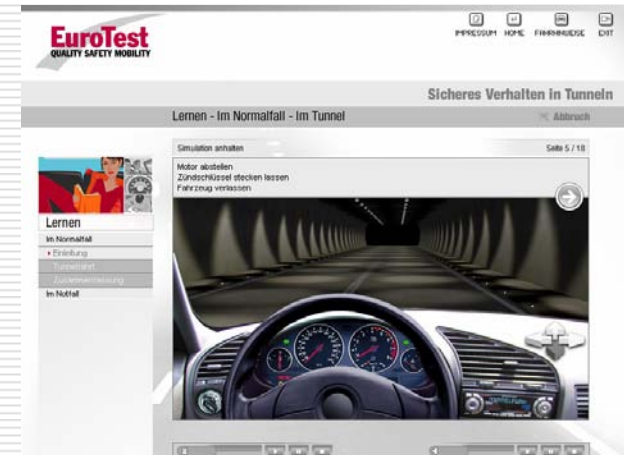 EuroTest
QUALITY SAFETY MOBILITY
IMPRESSUM HOME FAHRHINWEISE EXIT
Sicheres Verhalten in Tunneln
Lernen - Im Normalfall - Im Tunnel
Abbruch
Simulation anhalten
Seite 5 / 18
Motor abstellen
Zündschlüssel stecken lassen
Fahrzeug verlassen
Lernen
Im Normalfall
Einleitung
Tunnelfahrt
Zusammenfassung
Im Notfall